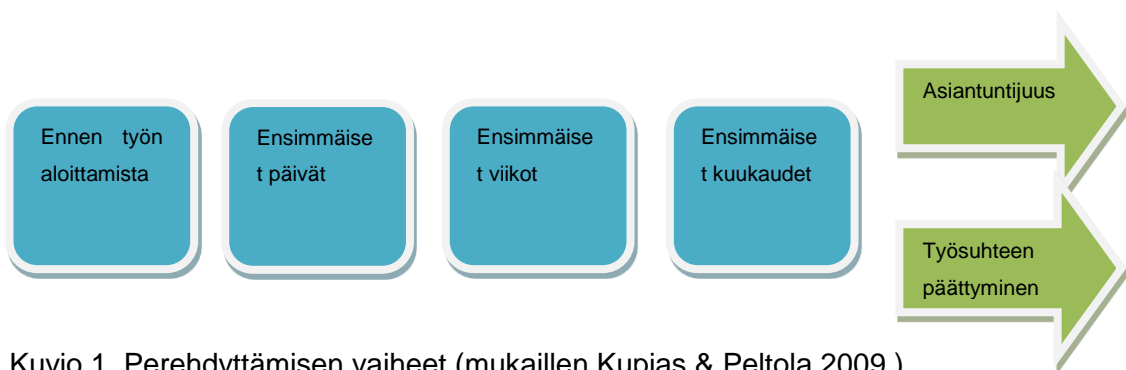 Ennen työn
aloittamista
Ensimmäise
t päivät
Ensimmäise
t viikot
Ensimmäise
t kuukaudet
Asiantuntijuus
Työsuhteen
päättyminen
Kuvio 1. Perehdyttämisen vaiheet (mukaillen Kupias & Peltola 2009.)